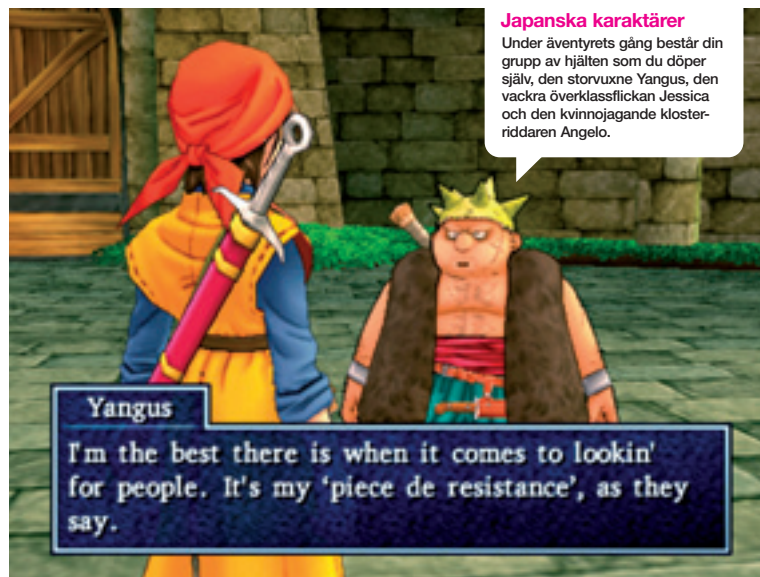 Japanska karaktärer
Under äventyrets gång består din
grupp av hjälten som du döper
själv, den storvuxne Yangus, den
vackra överklassflickan Jessica
och den kvinnojagande kloster-
riddaren Angelo.
Yangus
I'm the best there is when it comes to lookin'
for people. It's my ‘piece de resistance’, as they
say.